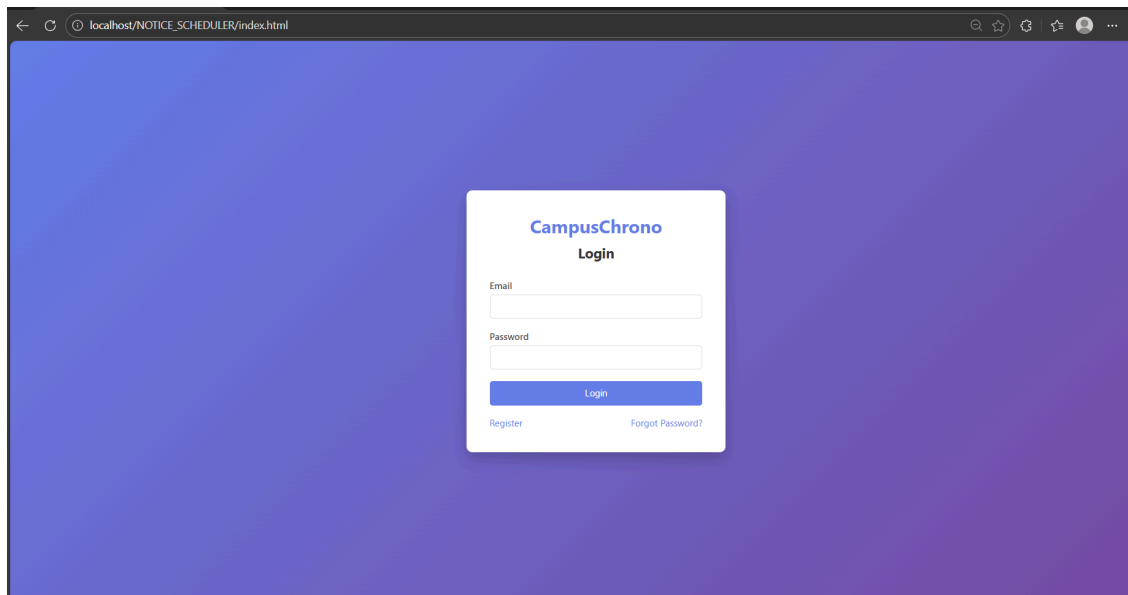 localhost/NOTICE_SCHEDULER/index.html
CampusChrono
Login
Email
Password
Login
Register Forgot Password?